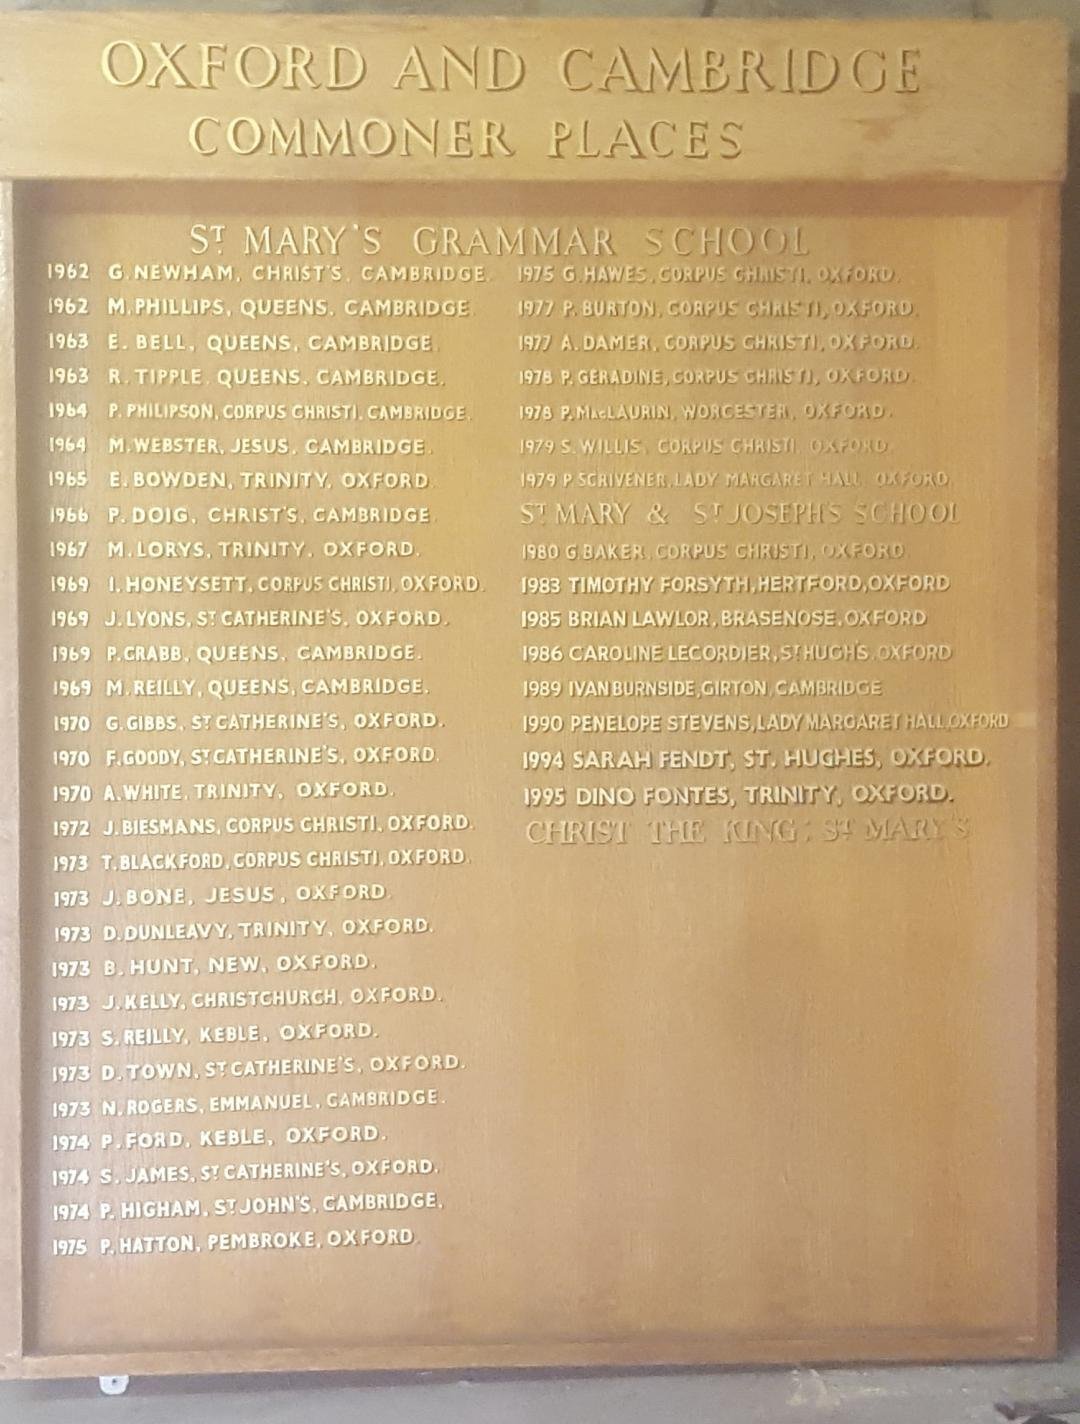 OXFORD AND CAMBRIDGE
COMMONER PLACES
ST MARY'S GRAMMAR SCHOOL
1962 G. NEWHAM, CHRIST'S, CAMBRIDGE.
1962 M. PHILLIPS, QUEENS, CAMBRIDGE
1963 E. BELL, QUEENS, CAMBRIDGE.
1963 R. TIPPLE, QUEENS, CAMBRIDGE.
1964 P. PHILIPSON, CORPUS CHRISTI, CAMBRIDGE.
1964 M. WEBSTER, JESUS, CAMBRIDGE.
1965 E. BOWDEN, TRINITY, OXFORD
1966 P. DOIG, CHRIST'S, CAMBRIDGE
1967 M. LORYS, TRINITY, OXFORD.
1969 I. HONEYSETT, CORPUS CHRISTI, OXFORD.
1969 J. LYONS, ST CATHERINE'S, OXFORD.
1969 P. CRABB, QUEENS, CAMBRIDGE.
1969 M. REILLY, QUEENS, CAMBRIDGE.
1970 G. GIBBS, ST CATHERINE'S, OXFORD.
1970 F. GOODY, ST CATHERINE'S, OXFORD.
1970 A. WHITE, TRINITY, OXFORD.
1972 J. BIESMANS, CORPUS CHRISTI, OXFORD.
1973 T. BLACKFORD, CORPUS CHRISTI, OXFORD.
1973 J. BONE, JESUS, OXFORD.
1973 D. DUNLEAVY, TRINITY, OXFORD.
1973 B. HUNT, NEW, OXFORD.
1973 J. KELLY, CHRISTCHURCH, OXFORD.
1973 S. REILLY, KEBLE, OXFORD.
1973 D. TOWN, ST CATHERINE'S, OXFORD.
1973 N. ROGERS, EMMANUEL, CAMBRIDGE.
1974 P. FORD, KEBLE, OXFORD.
1974 S. JAMES, ST CATHERINE'S, OXFORD.
1974 P. HIGHAM, ST JOHN'S, CAMBRIDGE.
1975 P. HATTON, PEMBROKE, OXFORD.
1975 G. HAWES, CORPUS CHRISTI, OXFORD.
1977 P. BURTON, CORPUS CHRISTI, OXFORD.
1977 A. DAMER, CORPUS CHRISTI, OXFORD.
1978 P. GERADINE, CORPUS CHRISTI, OXFORD.
1978 P. MacLAURIN, WORCESTER, OXFORD.
1979 S. WILLIS, CORPUS CHRISTI, OXFORD.
1979 P SCRIVENER, LADY MARGARET HALL, OXFORD.
ST MARY & ST JOSEPH'S SCHOOL
1980 G. BAKER, CORPUS CHRISTI, OXFORD
1983 TIMOTHY FORSYTH, HERTFORD, OXFORD
1985 BRIAN LAWLOR, BRASENOSE, OXFORD
1986 CAROLINE LECORDIER, ST HUGH'S, OXFORD
1989 IVAN BURNSIDE, GIRTON, CAMBRIDGE
1990 PENELOPE STEVENS, LADY MARGARET HALL, OXFORD
1994 SARAH FENDT, ST. HUGHES, OXFORD.
1995 DINO FONTES, TRINITY, OXFORD.
CHRIST THE KING: ST MARY'S